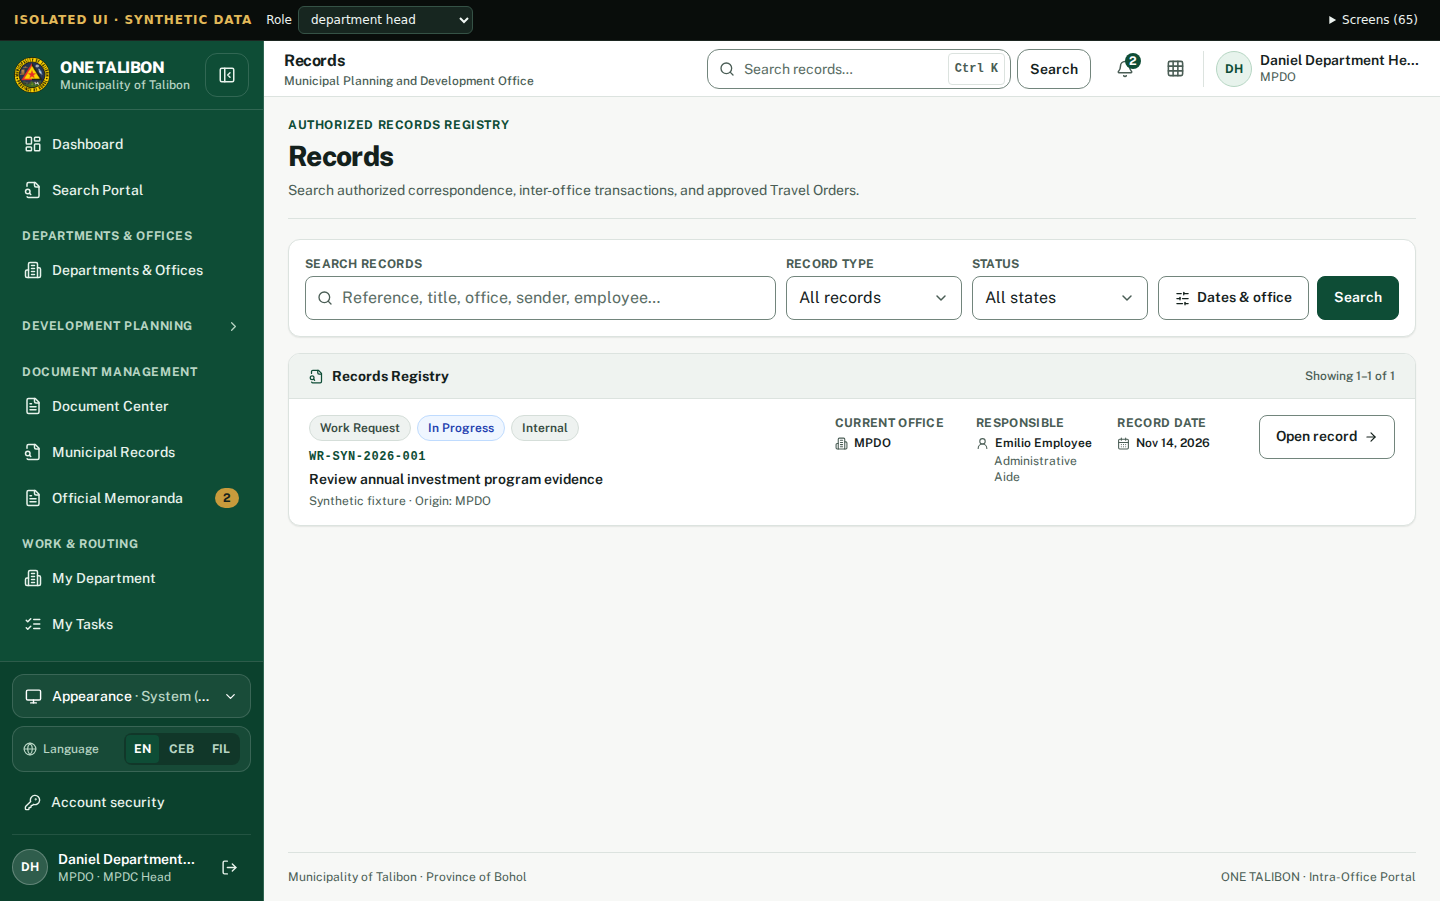 ISOLATED UI · SYNTHETIC DATA
Role
department head
Screens (65)
ONE TALIBON
Municipality of Talibon
Dashboard
Search Portal
DEPARTMENTS & OFFICES
Departments & Offices
DEVELOPMENT PLANNING
DOCUMENT MANAGEMENT
Document Center
Municipal Records
Official Memoranda
2
WORK & ROUTING
My Department
My Tasks
Appearance · System (...
Language
EN
CEB
FIL
Account security
DH
Daniel Department...
MPDO · MPDC Head
Records
Municipal Planning and Development Office
Search records...
Ctrl K
Search
2
DH
Daniel Department He...
MPDO
AUTHORIZED RECORDS REGISTRY
Records
Search authorized correspondence, inter-office transactions, and approved Travel Orders.
SEARCH RECORDS
Reference, title, office, sender, employee...
RECORD TYPE
All records
STATUS
All states
Dates & office
Search
Records Registry
Showing 1–1 of 1
Work Request
In Progress
Internal
WR-SYN-2026-001
Review annual investment program evidence
Synthetic fixture · Origin: MPDO
CURRENT OFFICE
MPDO
RESPONSIBLE
Emilio Employee
Administrative
Aide
RECORD DATE
Nov 14, 2026
Open record
Municipality of Talibon · Province of Bohol
ONE TALIBON · Intra-Office Portal